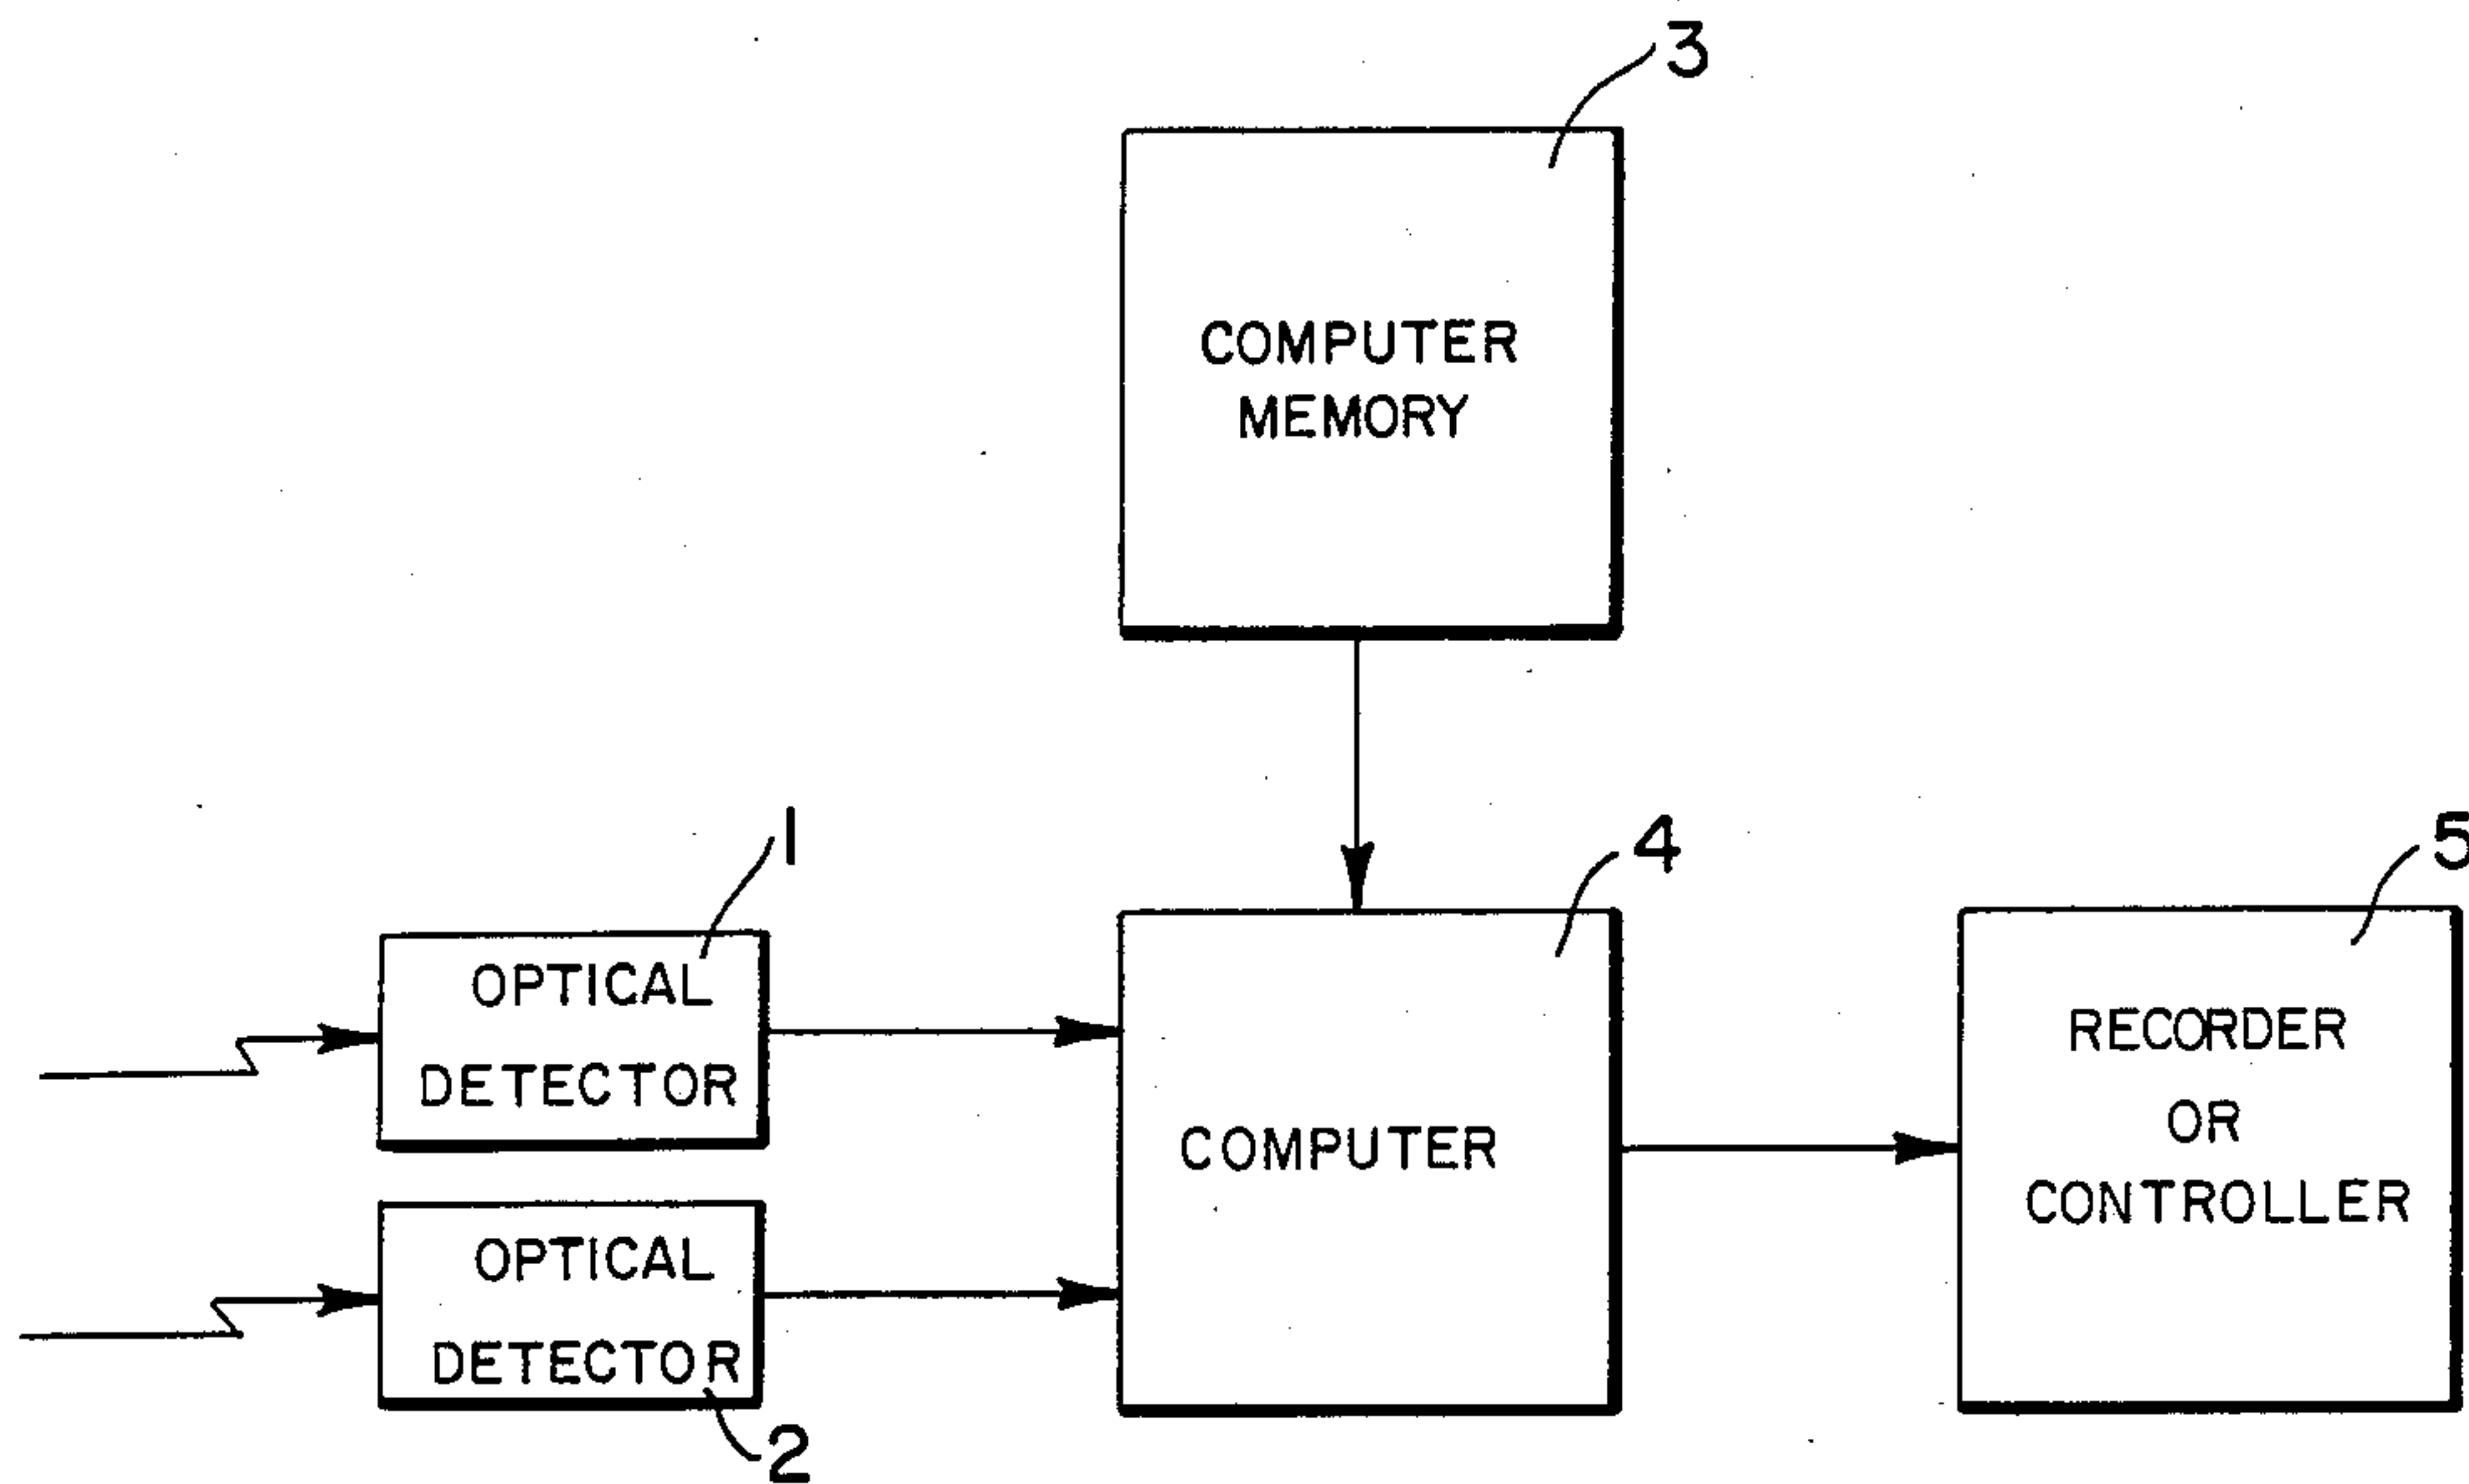 3
COMPUTER
MEMORY
1
4
5
OPTICAL
DETECTOR
COMPUTER
RECORDER
OR
CONTROLLER
OPTICAL
DETECTOR
2